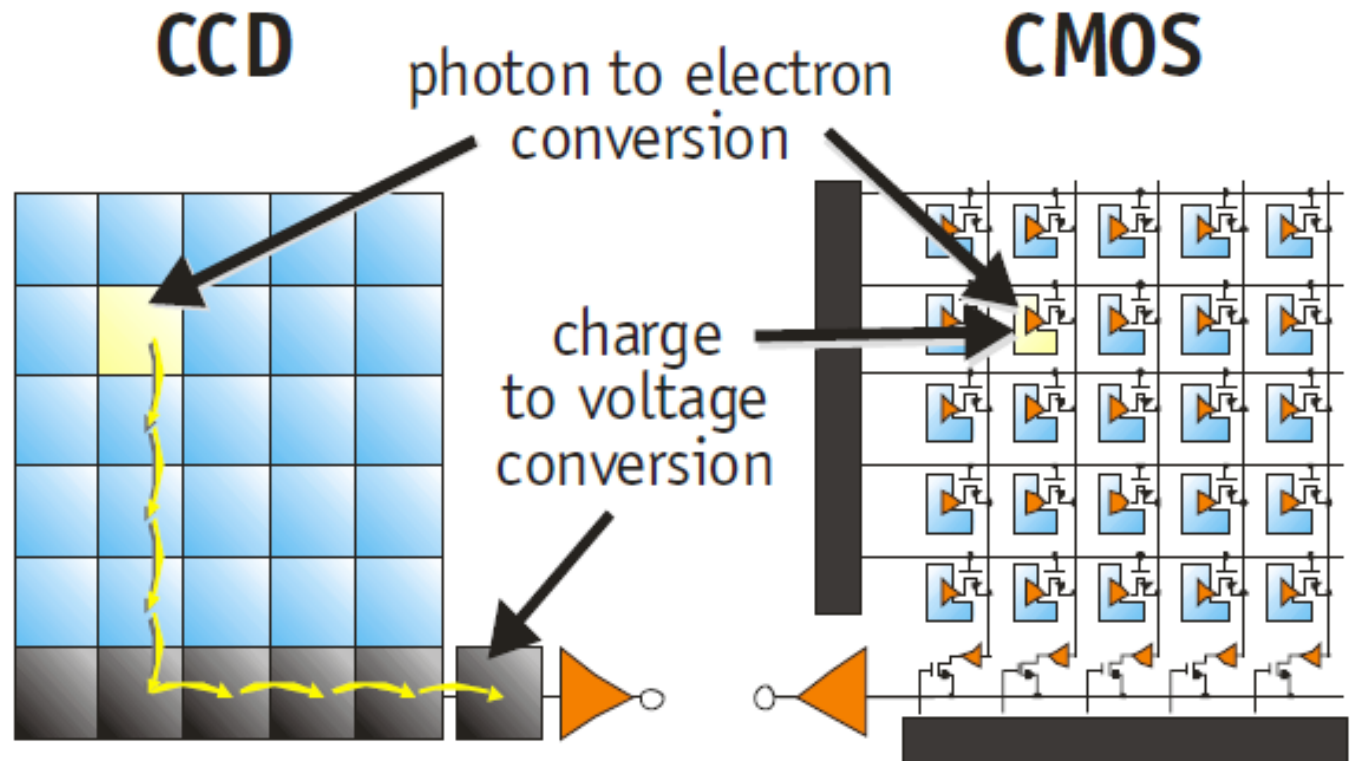 CCD
CMOS
photon to electron
conversion
charge
to voltage
conversion